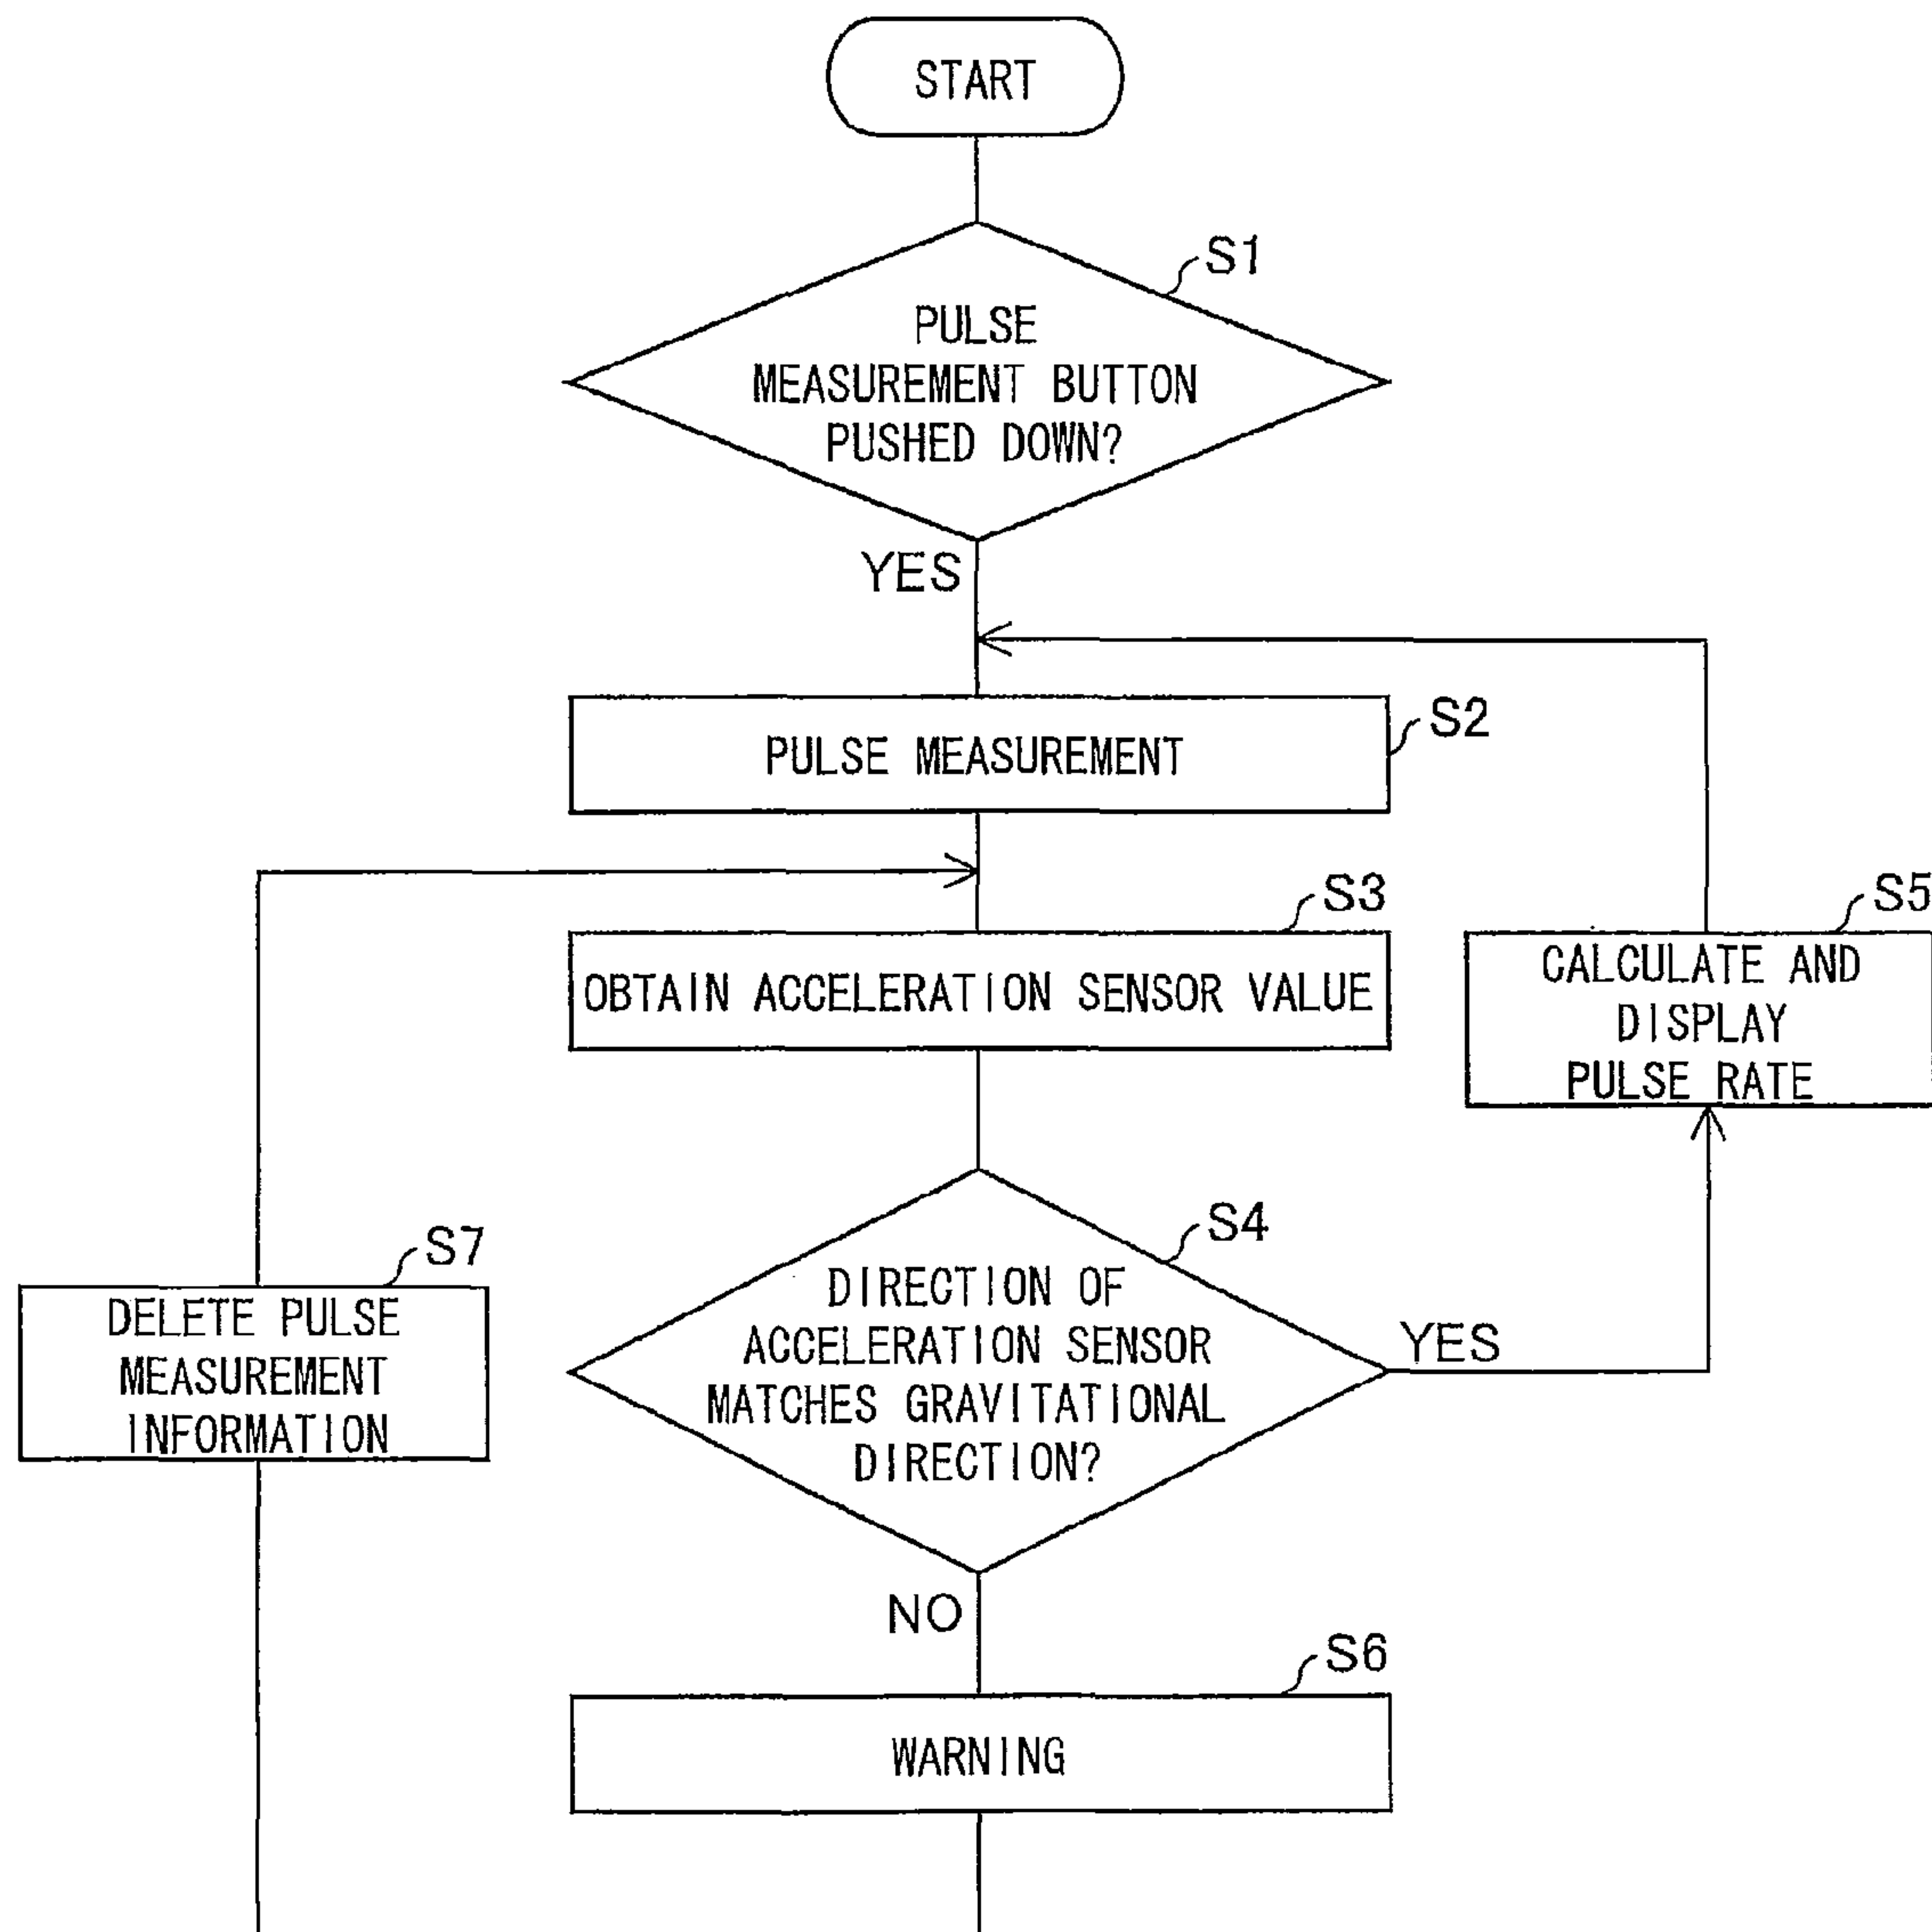 START
S1
PULSE
MEASUREMENT BUTTON
PUSHED DOWN?
YES
S2
PULSE MEASUREMENT
S3
OBTAIN ACCELERATION SENSOR VALUE
S5
CALCULATE AND
DISPLAY
PULSE RATE
S4
DIRECTION OF
ACCELERATION SENSOR
MATCHES GRAVITATIONAL
DIRECTION?
YES
S7
DELETE PULSE
MEASUREMENT
INFORMATION
NO
S6
WARNING